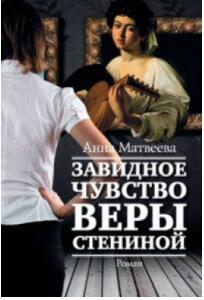 Анна Матвеева
ЗАВИДНОЕ
ЧУВСТВО
ВЕРЫ
СТЕНИНОЙ
Роман